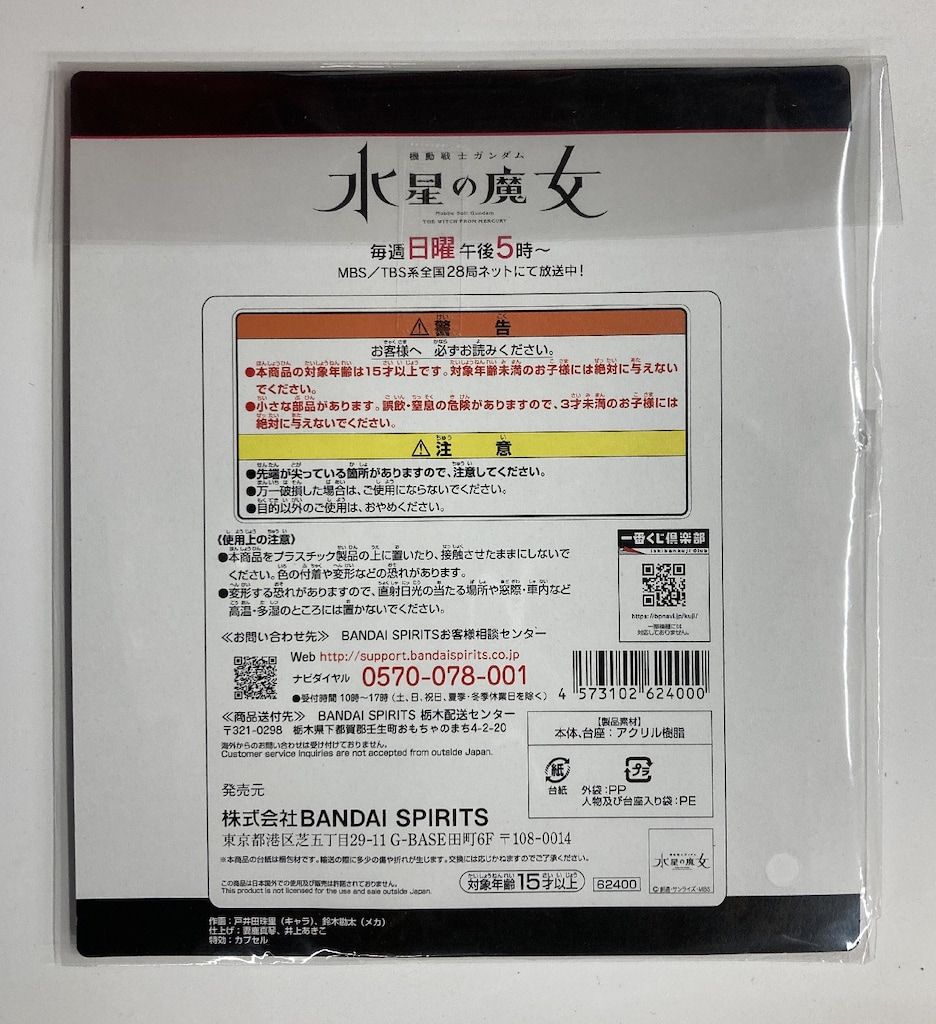 機動戦士ガンダム
水星の魔女
Mobile Suit Gundam
THE WITCH FROM MERCURY
毎週日曜午後5時～
MBS／TBS系全国28局ネットにて放送中！
⚠警告
お客様へ 必ずお読みください。
●本商品の対象年齢は15才以上です。対象年齢未満のお子様には絶対に与えない
でください。
●小さな部品があります。誤飲・窒息の危険がありますので、3才未満のお子様には
絶対に与えないでください。
⚠注意
●先端が尖っている箇所がありますので、注意してください。
●万一破損した場合は、ご使用にならないでください。
●目的以外のご使用は、おやめください。
《使用上の注意》
●本商品をプラスチック製品の上に置いたり、接触させたままにしないで
ください。色の付着や変形などの恐れがあります。
●変形する恐れがありますので、直射日光の当たる場所や窓際・車内など
高温・多湿のところには置かないでください。
一番くじ倶楽部
ichibankuji Club
https://bpnavi.jp/kuji/
一部機種には
対応しておりません。
≪お問い合わせ先≫ BANDAI SPIRITSお客様相談センター
Web http://support.bandaispirits.co.jp
ナビダイヤル 0570-078-001
●受付時間 10時～17時（土、日、祝日、夏季・冬季休業日を除く）
4 573102 624000
≪商品送付先≫ BANDAI SPIRITS 栃木配送センター
〒321-0298 栃木県下都賀郡壬生町おもちゃのまち4-2-20
海外からのお問い合わせは受け付けておりません。
Customer service inquiries are not accepted from outside Japan.
【製品素材】
本体、台座：アクリル樹脂
紙
台紙
プラ
外袋：PP
人物及び台座入り袋：PE
発売元
株式会社BANDAI SPIRITS
東京都港区芝五丁目29-11 G-BASE田町6F 〒108-0014
※本商品の台紙は梱包材です。輸送の際に多少の傷や折れが生じます。交換には応じかねますのでご了承ください。
この商品は日本国外での使用及び販売は許諾されておりません。
This product is not licensed for the use and sale outside Japan.
対象年齢15才以上
62400
水星の魔女
©創通・サンライズ・MBS
作画：戸井田珠里（キャラ）、鈴木勘太（メカ）
仕上げ：妻鹿真琴、井上あきこ
特効：カプセル